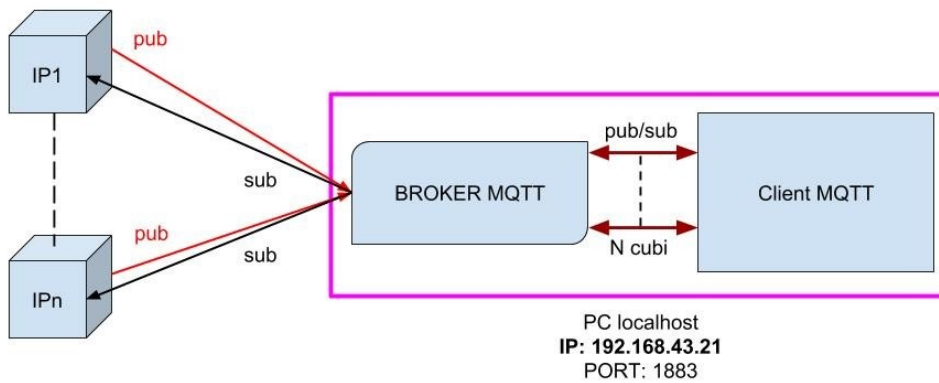 pub
IP1
sub
pub
sub
IPn
BROKER MQTT
pub/sub
N cubi
Client MQTT
PC localhost
IP: 192.168.43.21
PORT: 1883